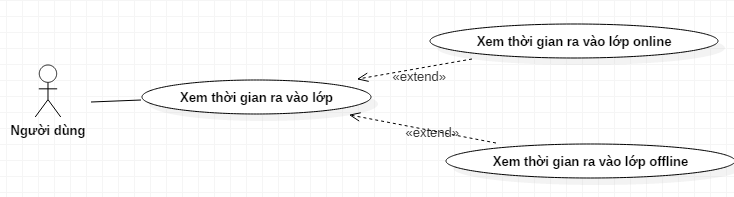 Xem thời gian ra vào lớp online
«extend»
Xem thời gian ra vào lớp
Người dùng
«extend»
Xem thời gian ra vào lớp offline